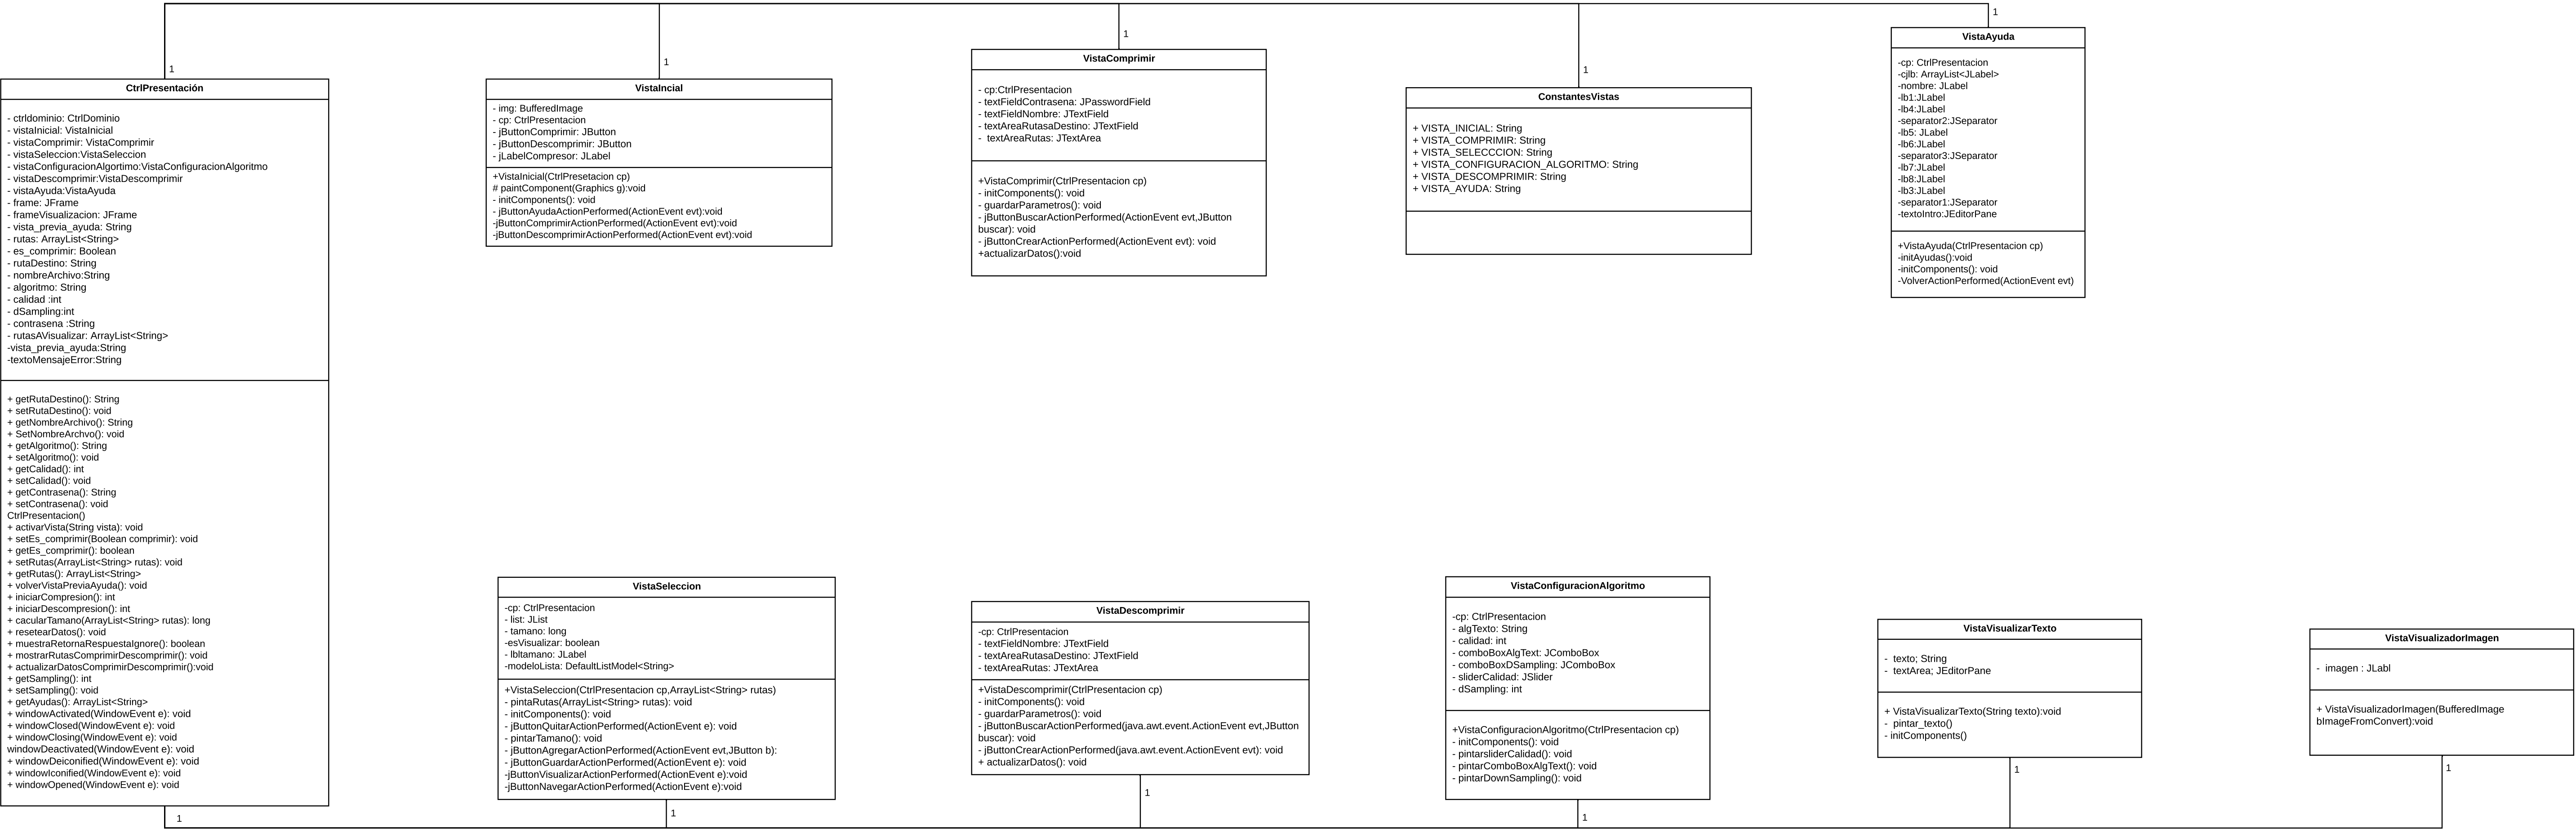 1
CtrlPresentación
- ctrldominio: CtrlDominio
- vistaInicial: VistaInicial
- vistaComprimir: VistaComprimir
- vistaSeleccion:VistaSeleccion
- vistaConfiguracionAlgortimo:VistaConfiguracionAlgoritmo
- vistaDescomprimir:VistaDescomprimir
- vistaAyuda:VistaAyuda
- frame: JFrame
- frameVisualizacion: JFrame
- vista_previa_ayuda: String
- rutas: ArrayList<String>
- es_comprimir: Boolean
- rutaDestino: String
- nombreArchivo:String
- algoritmo: String
- calidad :int
- dSampling:int
- contrasena :String
- rutasAVisualizar: ArrayList<String>
-vista_previa_ayuda:String
-textoMensajeError:String
+ getRutaDestino(): String
+ setRutaDestino(): void
+ getNombreArchivo(): String
+ SetNombreArchvo(): void
+ getAlgoritmo(): String
+ setAlgoritmo(): void
+ getCalidad(): int
+ setCalidad(): void
+ getContrasena(): String
+ setContrasena(): void
CtrlPresentacion()
+ activarVista(String vista): void
+ setEs_comprimir(Boolean comprimir): void
+ getEs_comprimir(): boolean
+ setRutas(ArrayList<String> rutas): void
+ getRutas(): ArrayList<String>
+ volverVistaPreviaAyuda(): void
+ iniciarCompresion(): int
+ iniciarDescompresion(): int
+ cacularTamano(ArrayList<String> rutas): long
+ resetearDatos(): void
+ muestraRetornaRespuestaIgnore(): boolean
+ mostrarRutasComprimirDescomprimir(): void
+ actualizarDatosComprimirDescomprimir():void
+ getSampling(): int
+ setSampling(): void
+ getAyudas(): ArrayList<String>
+ windowActivated(WindowEvent e): void
+ windowClosed(WindowEvent e): void
+ windowClosing(WindowEvent e): void
windowDeactivated(WindowEvent e): void
+ windowDeiconified(WindowEvent e): void
+ windowIconified(WindowEvent e): void
+ windowOpened(WindowEvent e): void
1
1
VistaIncial
- img: BufferedImage
- cp: CtrlPresentacion
- jButtonComprimir: JButton
- jButtonDescomprimir: JButton
- jLabelCompresor: JLabel
+VistaInicial(CtrlPresetacion cp)
# paintComponent(Graphics g):void
- initComponents(): void
- jButtonAyudaActionPerformed(ActionEvent evt):void
-jButtonComprimirActionPerformed(ActionEvent evt):void
-jButtonDescomprimirActionPerformed(ActionEvent evt):void
1
VistaComprimir
- cp:CtrlPresentacion
- textFieldContrasena: JPasswordField
- textFieldNombre: JTextField
- textAreaRutasaDestino: JTextField
- textAreaRutas: JTextArea
+VistaComprimir(CtrlPresentacion cp)
- initComponents(): void
- guardarParametros(): void
- jButtonBuscarActionPerformed(ActionEvent evt,JButton
buscar): void
- jButtonCrearActionPerformed(ActionEvent evt): void
+actualizarDatos():void
1
ConstantesVistas
+ VISTA_INICIAL: String
+ VISTA_COMPRIMIR: String
+ VISTA_SELECCCION: String
+ VISTA_CONFIGURACION_ALGORITMO: String
+ VISTA_DESCOMPRIMIR: String
+ VISTA_AYUDA: String
1
VistaAyuda
-cp: CtrlPresentacion
-cjlb: ArrayList<JLabel>
-nombre: JLabel
-lb1:JLabel
-lb4:JLabel
-separator2:JSeparator
-lb5: JLabel
-lb6:JLabel
-separator3:JSeparator
-lb7:JLabel
-lb8:JLabel
-lb3:JLabel
-separator1:JSeparator
-textoIntro:JEditorPane
+VistaAyuda(CtrlPresentacion cp)
-initAyudas():void
-initComponents(): void
-VolverActionPerformed(ActionEvent evt)
VistaSeleccion
-cp: CtrlPresentacion
- list: JList
- tamano: long
-esVisualizar: boolean
- lbltamano: JLabel
-modeloLista: DefaultListModel<String>
+VistaSeleccion(CtrlPresentacion cp,ArrayList<String> rutas)
- pintaRutas(ArrayList<String> rutas): void
- initComponents(): void
- jButtonQuitarActionPerformed(ActionEvent e): void
- pintarTamano(): void
- jButtonAgregarActionPerformed(ActionEvent evt,JButton b):
- jButtonGuardarActionPerformed(ActionEvent e): void
-jButtonVisualizarActionPerformed(ActionEvent e):void
-jButtonNavegarActionPerformed(ActionEvent e):void
1
VistaDescomprimir
-cp: CtrlPresentacion
- textFieldNombre: JTextField
- textAreaRutasaDestino: JTextField
- textAreaRutas: JTextArea
+VistaDescomprimir(CtrlPresentacion cp)
- initComponents(): void
- guardarParametros(): void
- jButtonBuscarActionPerformed(java.awt.event.ActionEvent evt,JButton
buscar): void
- jButtonCrearActionPerformed(java.awt.event.ActionEvent evt): void
+ actualizarDatos(): void
1
VistaConfiguracionAlgoritmo
-cp: CtrlPresentacion
- algTexto: String
- calidad: int
- comboBoxAlgText: JComboBox
- comboBoxDSampling: JComboBox
- sliderCalidad: JSlider
- dSampling: int
+VistaConfiguracionAlgoritmo(CtrlPresentacion cp)
- initComponents(): void
- pintarsliderCalidad(): void
- pintarComboBoxAlgText(): void
- pintarDownSampling(): void
1
VistaVisualizarTexto
- texto; String
- textArea; JEditorPane
+ VistaVisualizarTexto(String texto):void
- pintar_texto()
- initComponents()
1
VistaVisualizadorImagen
- imagen : JLabl
+ VistaVisualizadorImagen(BufferedImage
bImageFromConvert):void
1